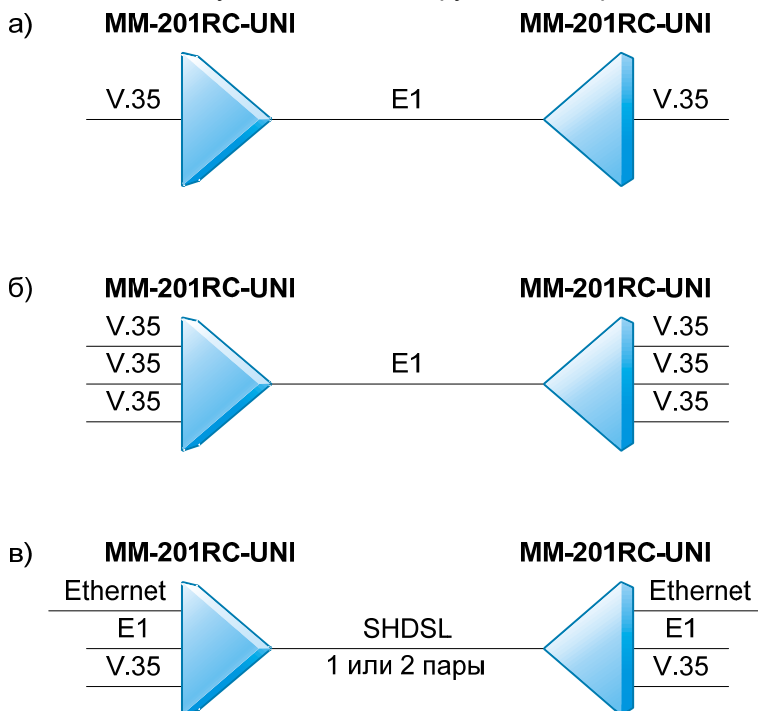 а) MM-201RC-UNI MM-201RC-UNI
V.35 E1 V.35
б) MM-201RC-UNI MM-201RC-UNI
V.35 V.35
V.35 E1 V.35
V.35 V.35
в) MM-201RC-UNI MM-201RC-UNI
Ethernet Ethernet
E1 SHDSL E1
V.35 1 или 2 пары V.35